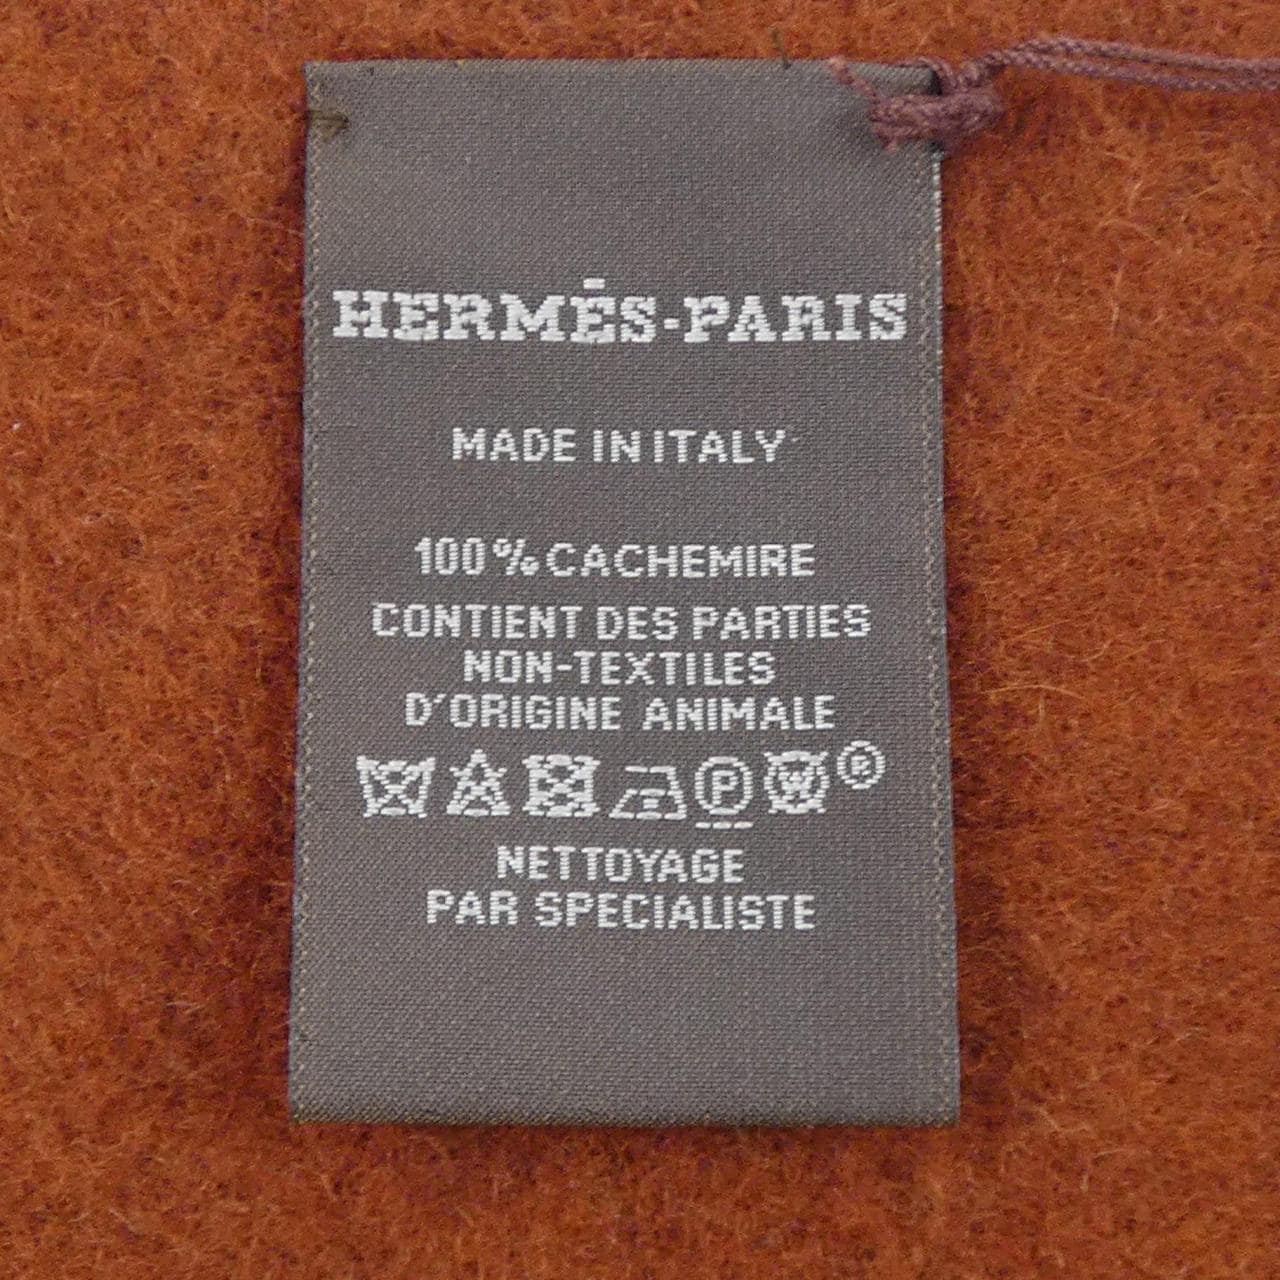 HERMÈS-PARIS
MADE IN ITALY
100% CACHEMIRE
CONTIENT DES PARTIES
NON-TEXTILES
D'ORIGINE ANIMALE
P W ®
NETTOYAGE
PAR SPECIALISTE